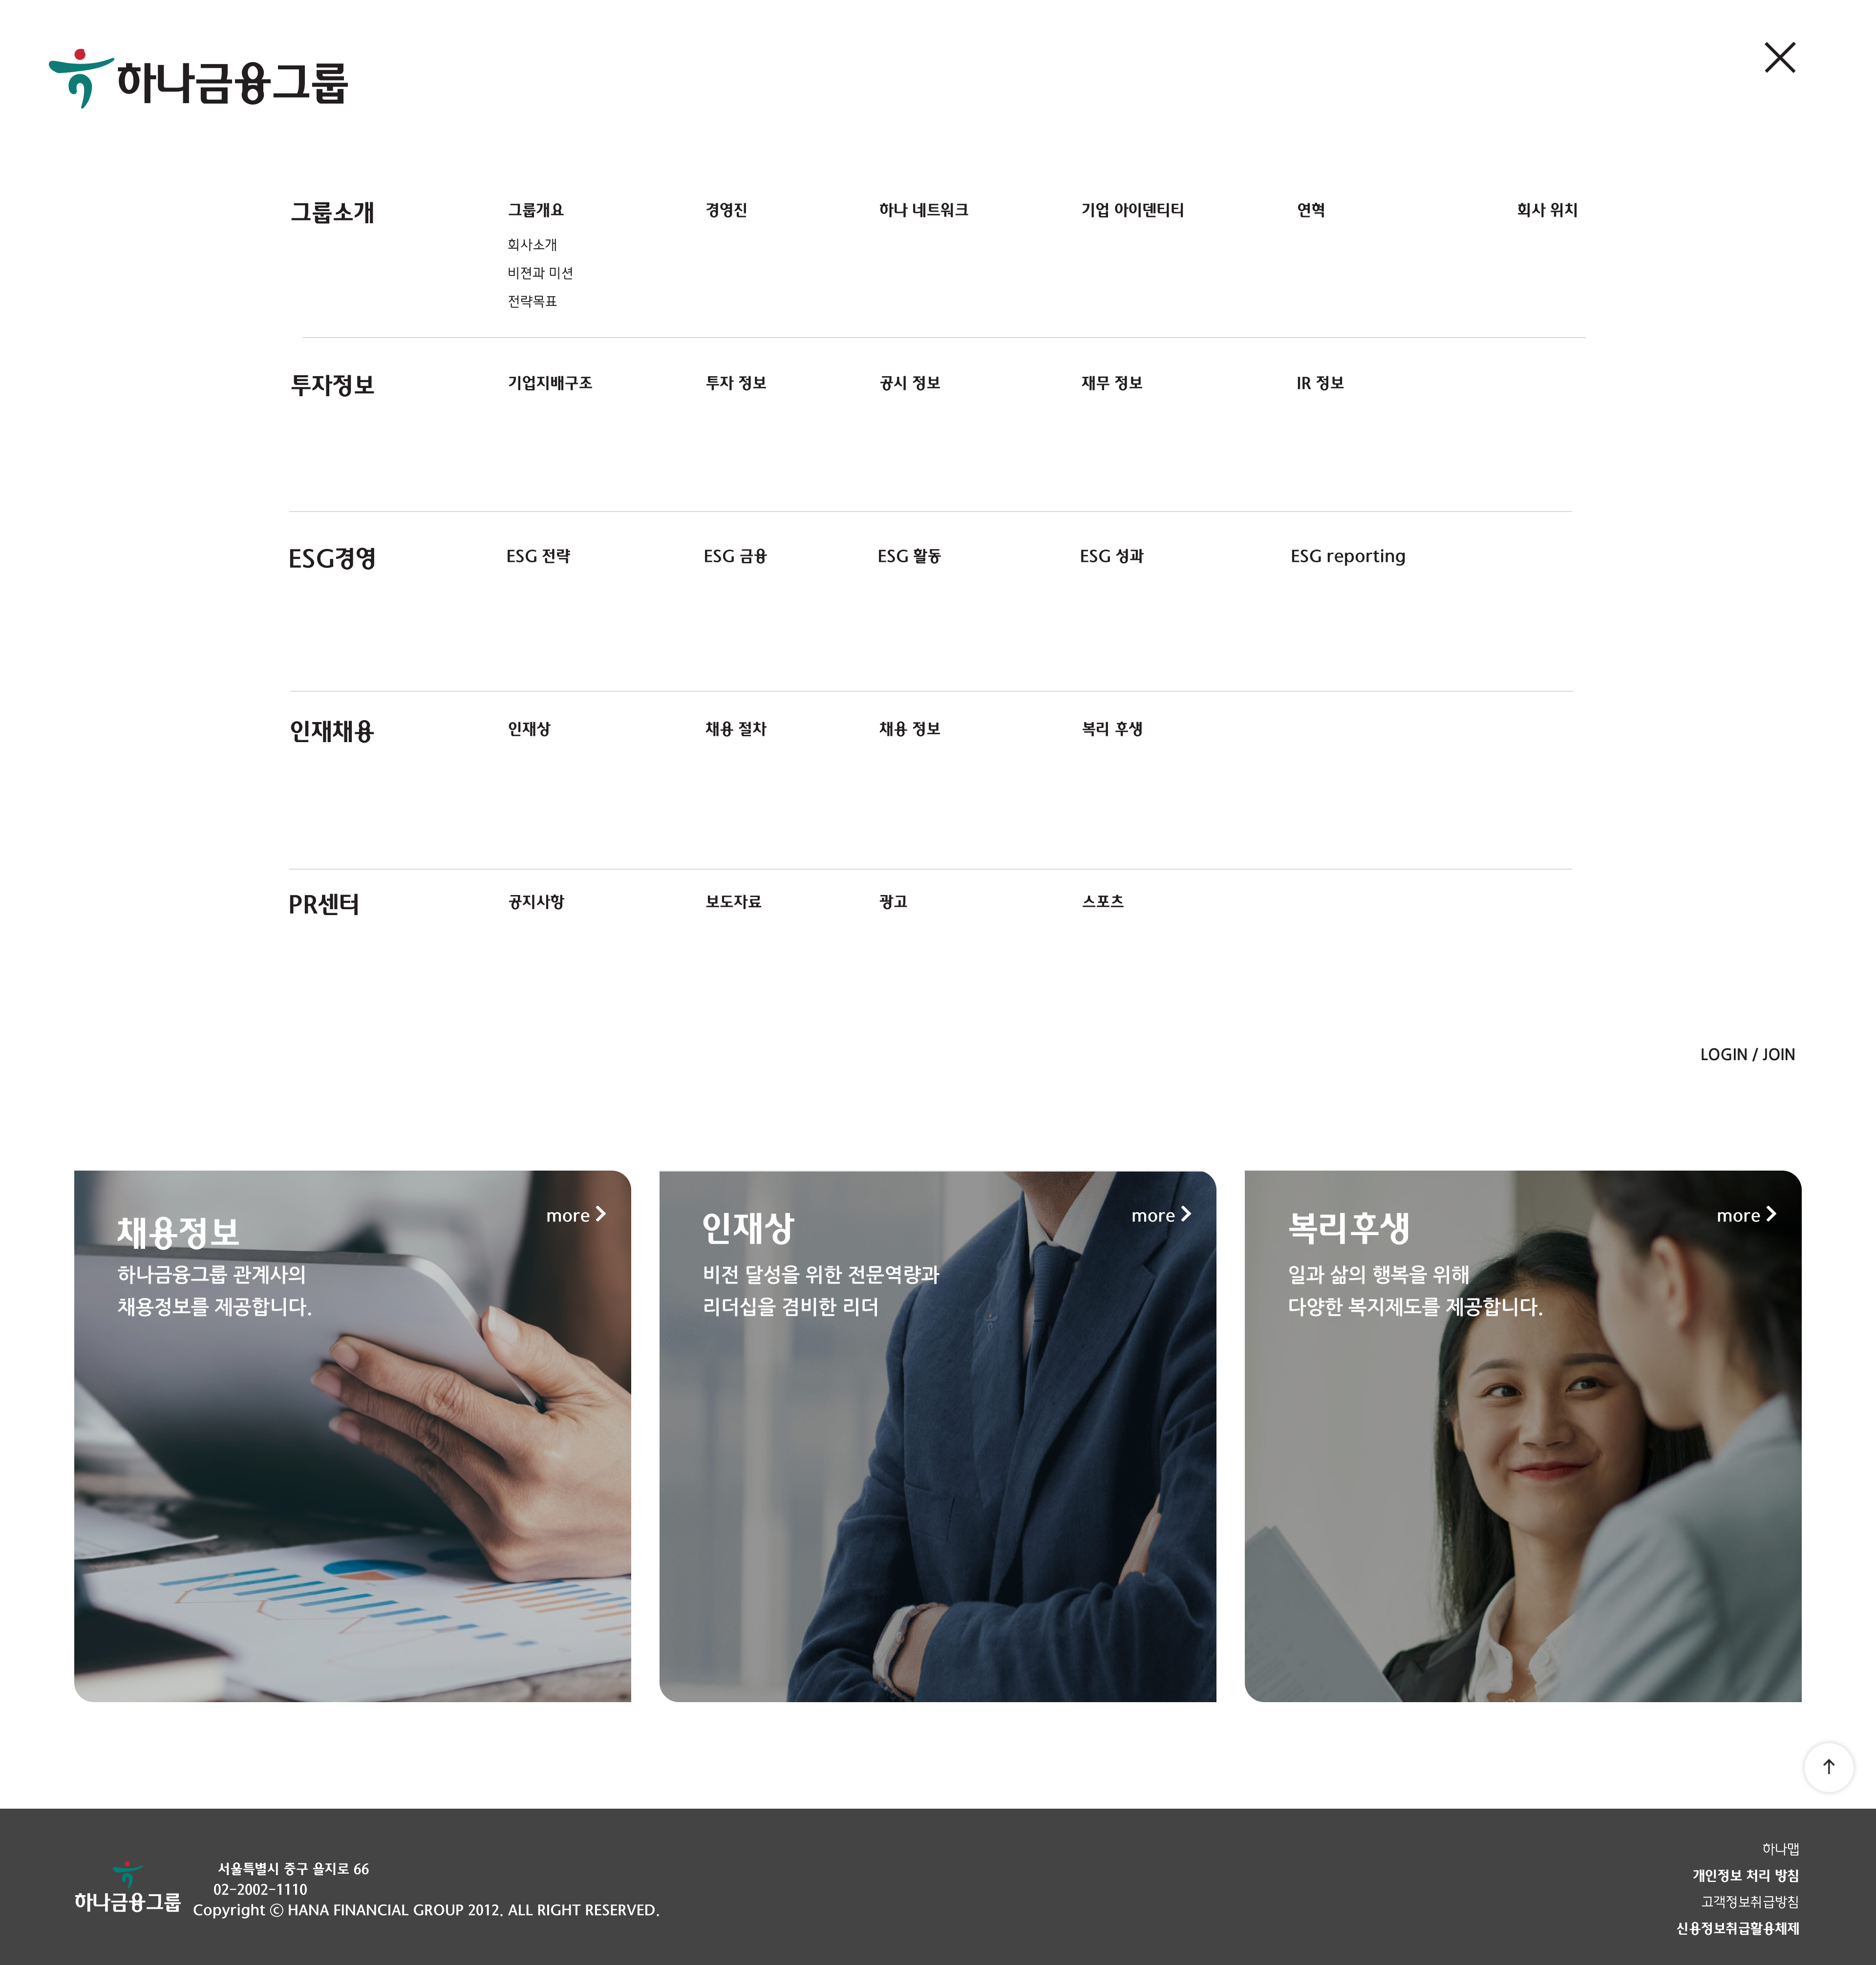 하나금융그룹
그룹소개
그룹개요
경영진
하나 네트워크
기업 아이덴티티
연혁
회사 위치
회사소개
비젼과 미션
전략목표
투자정보
기업지배구조
투자 정보
공시 정보
재무 정보
IR 정보
ESG경영
ESG 전략
ESG 금융
ESG 활동
ESG 성과
ESG reporting
인재채용
인재상
채용 절차
채용 정보
복리 후생
PR센터
공지사항
보도자료
광고
스포츠
LOGIN / JOIN
채용정보
more
하나금융그룹 관계사의
채용정보를 제공합니다.
인재상
more
비전 달성을 위한 전문역량과
리더십을 겸비한 리더
복리후생
more
일과 삶의 행복을 위해
다양한 복지제도를 제공합니다.
하나금융그룹
서울특별시 중구 을지로 66
02-2002-1110
Copyright ⓒ HANA FINANCIAL GROUP 2012. ALL RIGHT RESERVED.
하나맵
개인정보 처리 방침
고객정보취급방침
신용정보취급활용체제